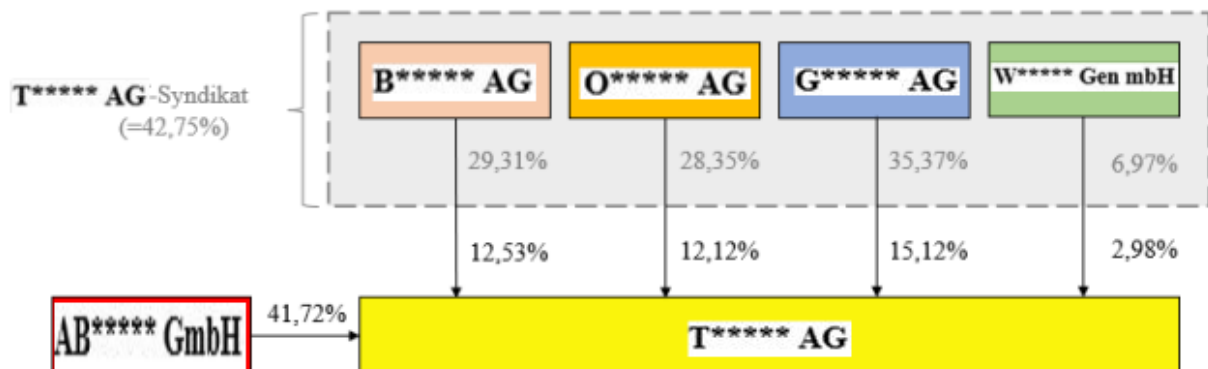 B***** AG
O***** AG
G***** AG
W***** Gen mbH
T***** AG-Syndikat
(=42,75%)
29,31%
28,35%
35,37%
6,97%
12,53%
12,12%
15,12%
2,98%
AB***** GmbH
41,72%
T***** AG